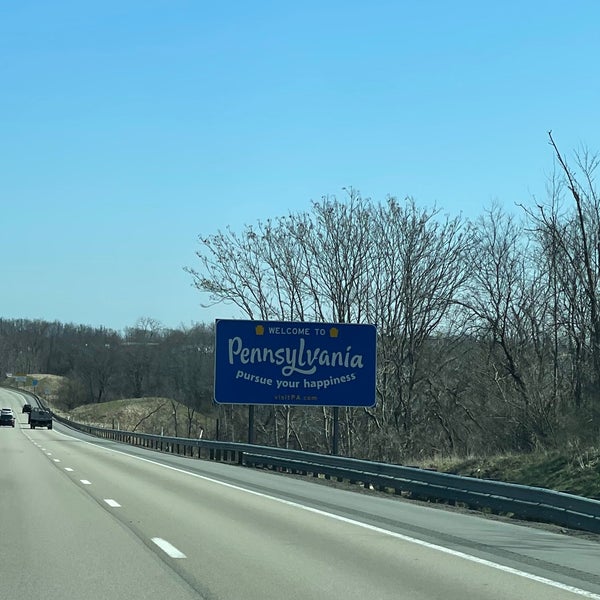 WELCOME TO
Pennsylvania
pursue your happiness
visitPA.com